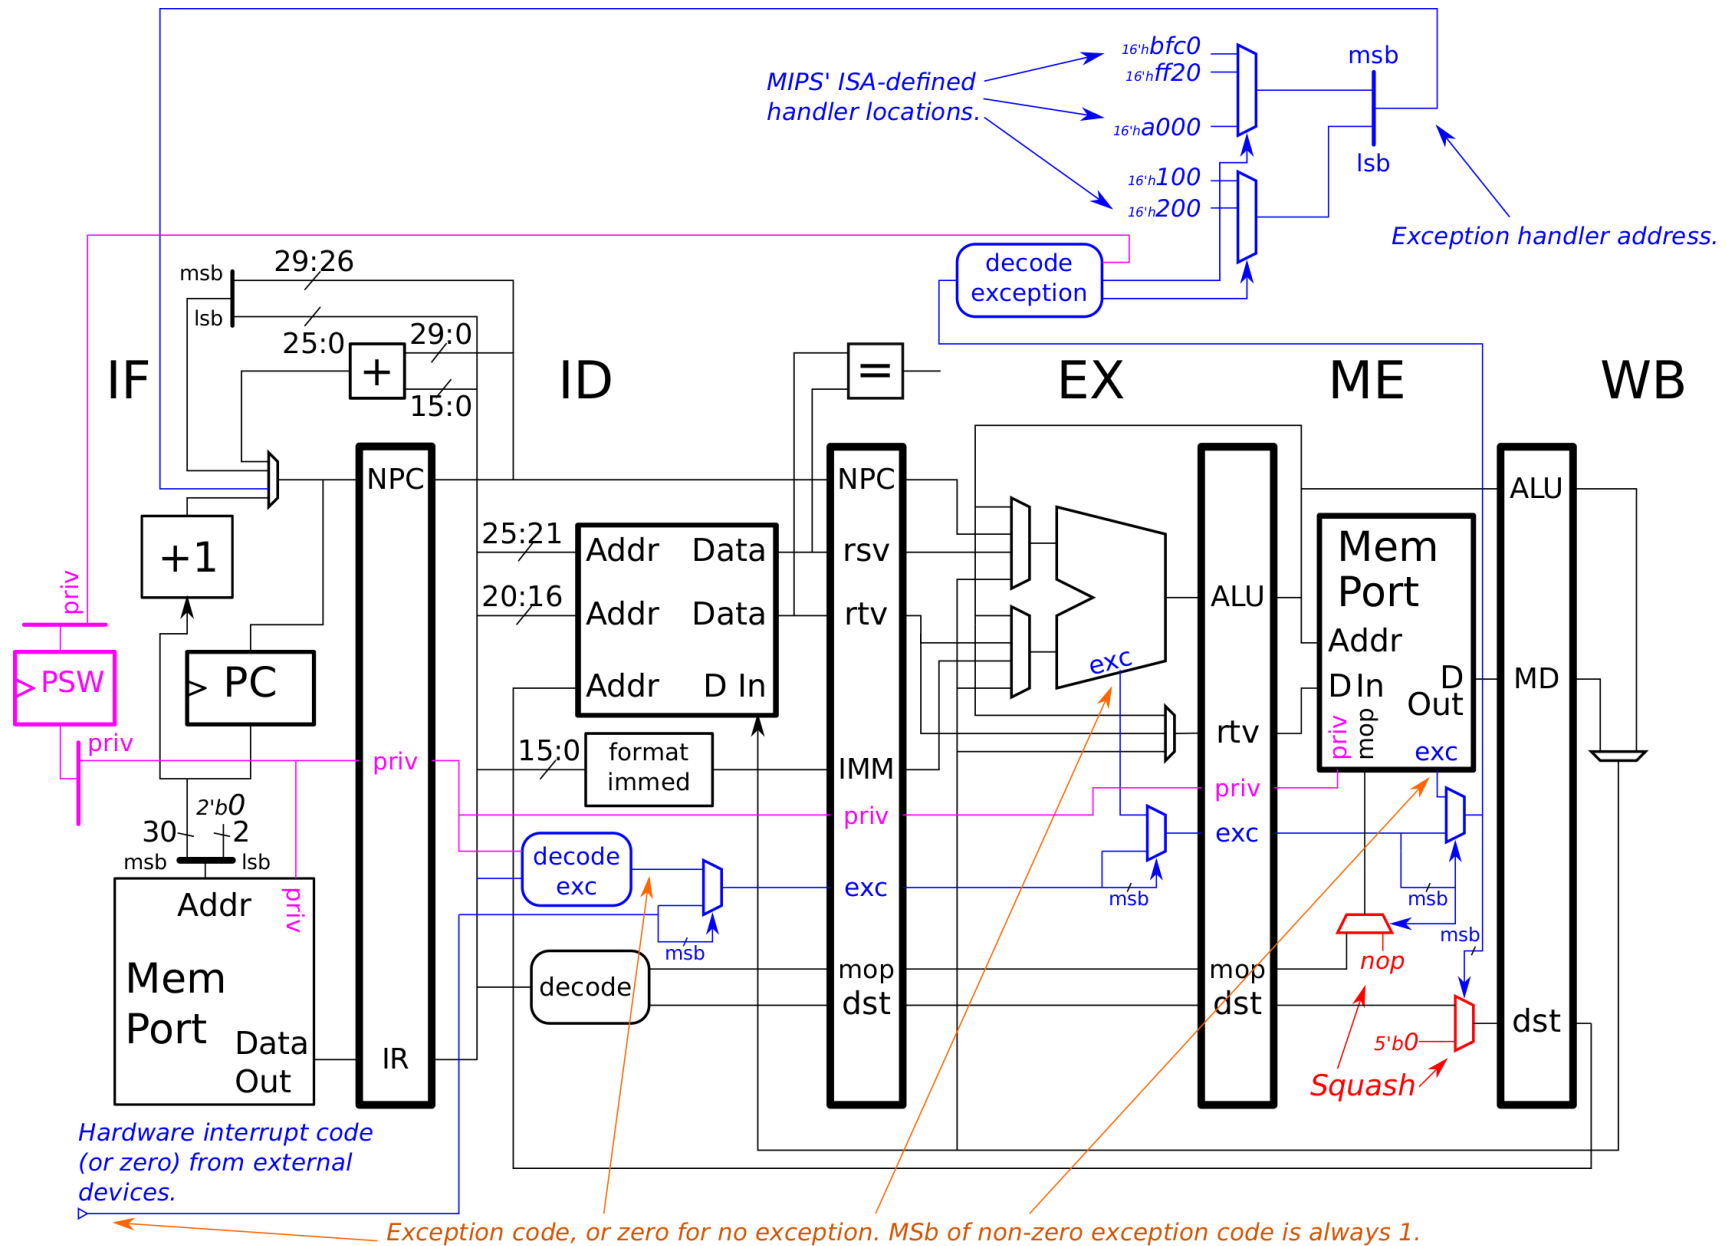 16'hbfc0
16'hff20
msb
MIPS' ISA-defined
handler locations.
16'ha000
lsb
16'h100
16'h200
Exception handler address.
decode
exception
29:26
msb
lsb
25:0
29:0
+
15:0
=
IF
ID
EX
ME
WB
NPC
NPC
ALU
+1
25:21
Addr
Data
rsv
Mem
Port
priv
20:16
Addr
Data
rtv
ALU
Addr
PSW
PC
Addr
D In
exc
D In
D
Out
MD
priv
mop
exc
priv
15:0
format
immed
rtv
priv
IMM
priv
priv
2'b0
30
2
msb
lsb
exc
decode
exc
exc
msb
msb
Addr
priv
msb
msb
nop
Mem
Port
decode
mop
mop
dst
dst
5'b0
dst
Data
Out
IR
Squash
Hardware interrupt code
(or zero) from external
devices.
Exception code, or zero for no exception. MSb of non-zero exception code is always 1.